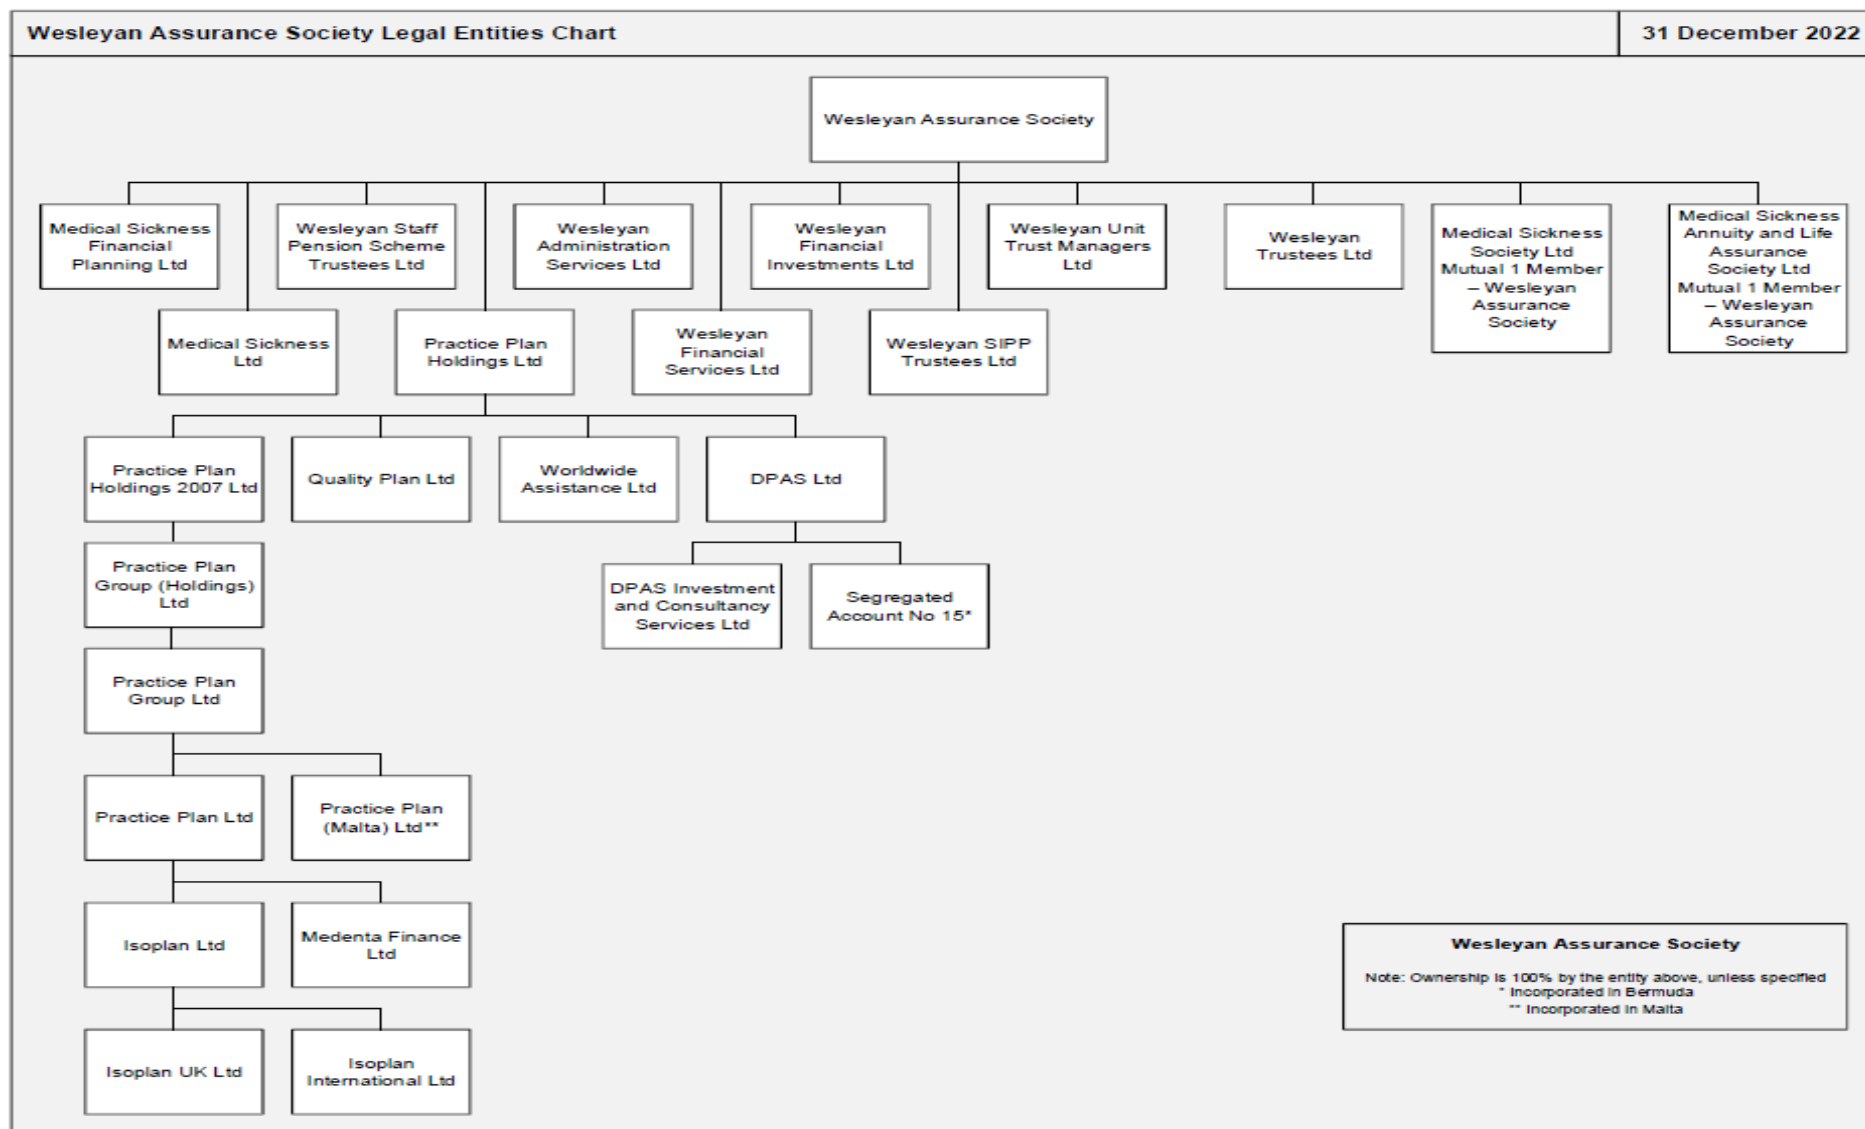 Wesleyan Assurance Society Legal Entities Chart
31 December 2022
Wesleyan Assurance Society
Medical Sickness
Financial
Planning Ltd
Wesleyan Staff
Pension Scheme
Trustees Ltd
Wesleyan
Administration
Services Ltd
Wesleyan
Financial
Investments Ltd
Wesleyan Unit
Trust Managers
Ltd
Wesleyan
Trustees Ltd
Medical Sickness
Society Ltd
Mutual 1 Member
– Wesleyan
Assurance
Society
Medical Sickness
Annuity and Life
Assurance
Society Ltd
Mutual 1 Member
– Wesleyan
Assurance
Society
Medical Sickness
Ltd
Practice Plan
Holdings Ltd
Wesleyan
Financial
Services Ltd
Wesleyan SIPP
Trustees Ltd
Practice Plan
Holdings 2007 Ltd
Quality Plan Ltd
Worldwide
Assistance Ltd
DPAS Ltd
Practice Plan
Group (Holdings)
Ltd
DPAS Investment
and Consultancy
Services Ltd
Segregated
Account No 15*
Practice Plan
Group Ltd
Practice Plan Ltd
Practice Plan
(Malta) Ltd**
Isoplan Ltd
Medenta Finance
Ltd
Isoplan UK Ltd
Isoplan
International Ltd
Wesleyan Assurance Society
Note: Ownership is 100% by the entity above, unless specified
* Incorporated in Bermuda
** Incorporated in Malta